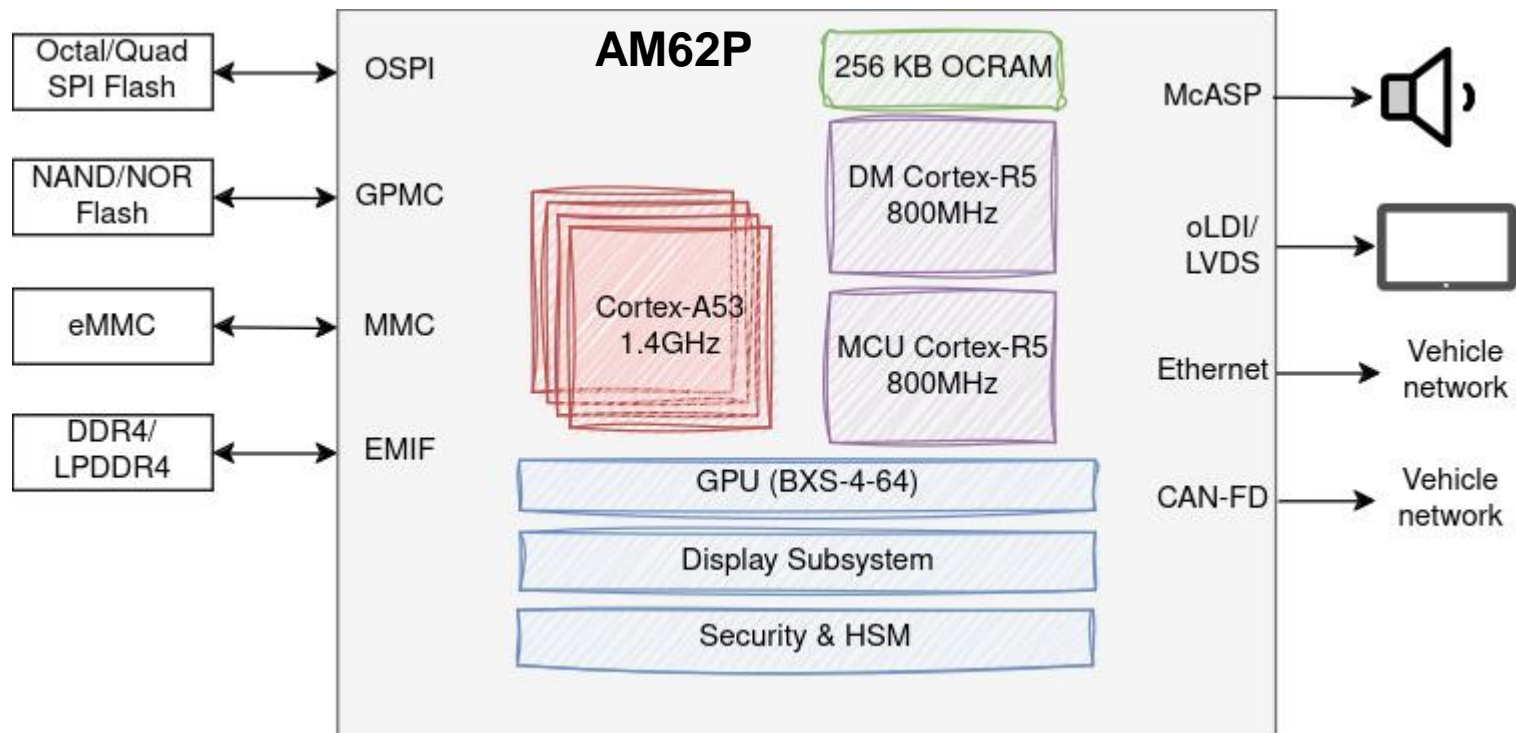 AM62P
Octal/Quad
SPI Flash
OSPI
NAND/NOR
Flash
GPMC
eMMC
MMC
DDR4/
LPDDR4
EMIF
Cortex-A53
1.4GHz
256 KB OCRAM
DM Cortex-R5
800MHz
MCU Cortex-R5
800MHz
GPU (BXS-4-64)
Display Subsystem
Security & HSM
McASP
oLDI/
LVDS
Ethernet
Vehicle
network
CAN-FD
Vehicle
network